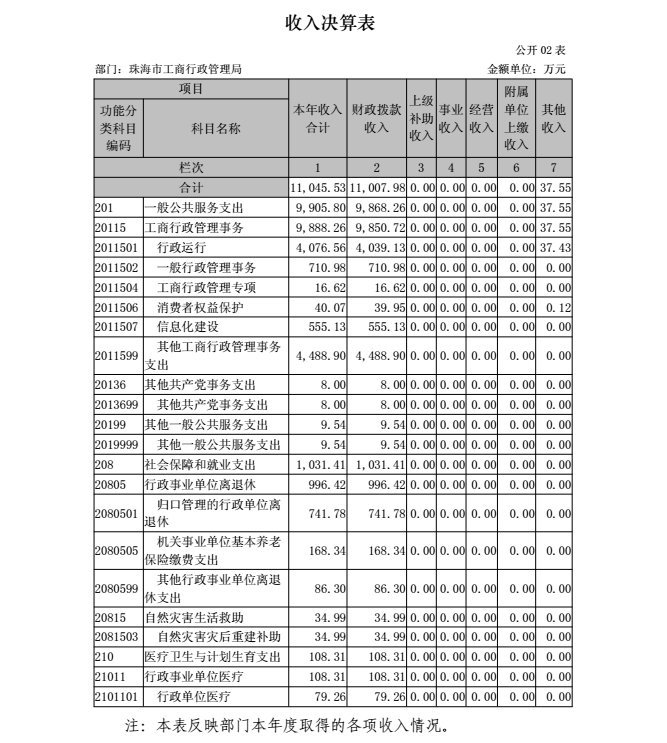 收入决算表
公开 02 表
部门：珠海市工商行政管理局 金额单位：万元
项目 本年收入合计 财政拨款收入 上级补助收入 事业收入 经营收入 附属单位上缴收入 其他收入
功能分类科目编码 科目名称
栏次 1 2 3 4 5 6 7
合计 11,045.53 11,007.98 0.00 0.00 0.00 0.00 37.55
201 一般公共服务支出 9,905.80 9,868.26 0.00 0.00 0.00 0.00 37.55
20115 工商行政管理事务 9,888.26 9,850.72 0.00 0.00 0.00 0.00 37.55
2011501 行政运行 4,076.56 4,039.13 0.00 0.00 0.00 0.00 37.43
2011502 一般行政管理事务 710.98 710.98 0.00 0.00 0.00 0.00 0.00
2011504 工商行政管理专项 16.62 16.62 0.00 0.00 0.00 0.00 0.00
2011506 消费者权益保护 40.07 39.95 0.00 0.00 0.00 0.00 0.12
2011507 信息化建设 555.13 555.13 0.00 0.00 0.00 0.00 0.00
2011599 其他工商行政管理事务支出 4,488.90 4,488.90 0.00 0.00 0.00 0.00 0.00
20136 其他共产党事务支出 8.00 8.00 0.00 0.00 0.00 0.00 0.00
2013699 其他共产党事务支出 8.00 8.00 0.00 0.00 0.00 0.00 0.00
20199 其他一般公共服务支出 9.54 9.54 0.00 0.00 0.00 0.00 0.00
2019999 其他一般公共服务支出 9.54 9.54 0.00 0.00 0.00 0.00 0.00
208 社会保障和就业支出 1,031.41 1,031.41 0.00 0.00 0.00 0.00 0.00
20805 行政事业单位离退休 996.42 996.42 0.00 0.00 0.00 0.00 0.00
2080501 归口管理的行政单位离退休 741.78 741.78 0.00 0.00 0.00 0.00 0.00
2080505 机关事业单位基本养老保险缴费支出 168.34 168.34 0.00 0.00 0.00 0.00 0.00
2080599 其他行政事业单位离退休支出 86.30 86.30 0.00 0.00 0.00 0.00 0.00
20815 自然灾害生活救助 34.99 34.99 0.00 0.00 0.00 0.00 0.00
2081503 自然灾害灾后重建补助 34.99 34.99 0.00 0.00 0.00 0.00 0.00
210 医疗卫生与计划生育支出 108.31 108.31 0.00 0.00 0.00 0.00 0.00
21011 行政事业单位医疗 108.31 108.31 0.00 0.00 0.00 0.00 0.00
2101101 行政单位医疗 79.26 79.26 0.00 0.00 0.00 0.00 0.00
注：本表反映部门本年度取得的各项收入情况。